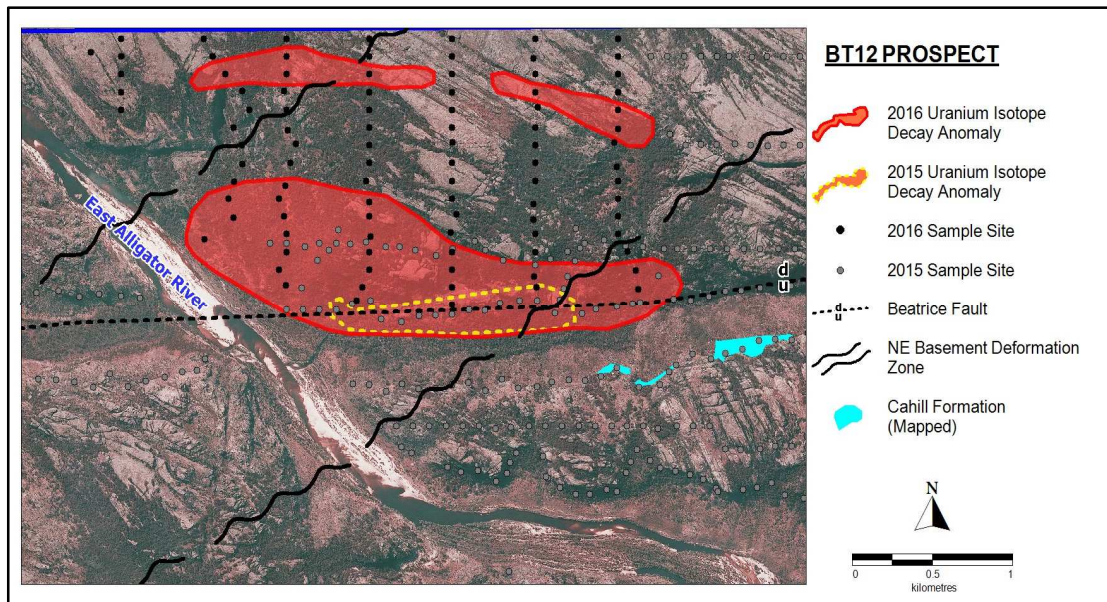 BT12 PROSPECT
2016 Uranium Isotope
Decay Anomaly
2015 Uranium Isotope
Decay Anomaly
2016 Sample Site
2015 Sample Site
d
u
Beatrice Fault
NE Basement Deformation
Zone
Cahill Formation
(Mapped)
N
0 0.5 1
kilometres
East Alligator River
d
u